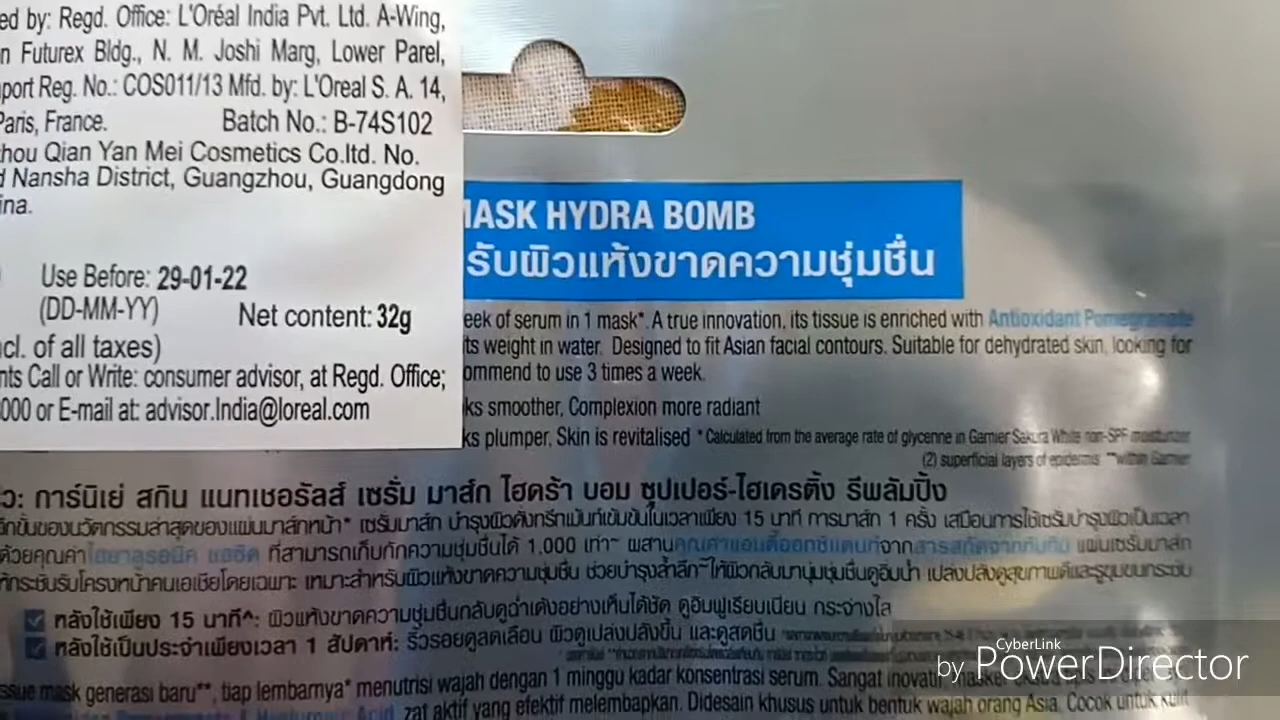 ed by: Regd. Office: L'Oréal India Pvt. Ltd. A-Wing,
n Futurex Bldg., N. M. Joshi Marg, Lower Parel,
port Reg. No.: COS011/13 Mfd. by: L'Oreal S. A. 14,
Paris, France. Batch No.: B-74S102
hou Qian Yan Mei Cosmetics Co.ltd. No.
d Nansha District, Guangzhou, Guangdong
ina.
Use Before: 29-01-22
(DD-MM-YY) Net content: 32g
cl. of all taxes)
nts Call or Write: consumer advisor, at Regd. Office;
000 or E-mail at: advisor.India@loreal.com
MASK HYDRA BOMB
รับผิวแห้งขาดความชุ่มชื่น
eek of serum in 1 mask*. A true innovation, its tissue is enriched with Antioxidant Pomegranate
its weight in water. Designed to fit Asian facial contours. Suitable for dehydrated skin, looking for
ommend to use 3 times a week.
ks smoother, Complexion more radiant
ks plumper, Skin is revitalised * Calculated from the average rate of glycerine in Garnier Sakura White non-SPF moisturizer
(2) superficial layers of epidermis **within Garnier
ว: การ์นิเย่ สกิน แนทเชอรัลส์ เซรั่ม มาส์ก ไฮดร้า บอม ซุปเปอร์-ไฮเดรติ้ง รีพลัมปิ้ง
อีกขั้นของนวัตกรรมล่าสุดของแผ่นมาส์กหน้า* เซรั่มมาส์ก บำรุงผิวดั่งทรีทเม้นท์เข้มข้นในเวลาเพียง 15 นาที การมาส์ก 1 ครั้ง เสมือนการใช้เซรั่มบำรุงผิวเป็นเวลา
ด้วยคุณค่าไฮยาลูรอนิค แอซิด ที่สามารถเก็บกักความชุ่มชื่นได้ 1,000 เท่า~ ผสานคุณค่าแอนตี้ออกซิแดนท์จากสารสกัดจากทับทิม แผ่นเซรั่มมาส์ก
ที่กระชับรับโครงหน้าคนเอเชียโดยเฉพาะ เหมาะสำหรับผิวแห้งขาดความชุ่มชื่น ช่วยบำรุงล้ำลึก~ให้ผิวกลับมานุ่มชุ่มชื่นดูอิ่มน้ำ เปล่งปลั่งดูสุขภาพดีและรูขุมขนกระชับ
หลังใช้เพียง 15 นาที^: ผิวแห้งขาดความชุ่มชื่นกลับดูฉ่ำเด้งอย่างเห็นได้ชัด ดูอิ่มฟูเรียบเนียน กระจ่างใส
หลังใช้เป็นประจำเพียงเวลา 1 สัปดาห์: ริ้วรอยดูลดเลือน ผิวดูเปล่งปลั่งขึ้น และดูสดชื่น
ssue mask generasi baru**, tiap lembarnya* menutrisi wajah dengan 1 minggu kadar konsentrasi serum. Sangat inovatif,
Hyaluronic Acid, zat aktif yang efektif melembapkan. Didesain khusus untuk bentuk wajah orang Asia. Cocok untuk kulit
CyberLink
by PowerDirector